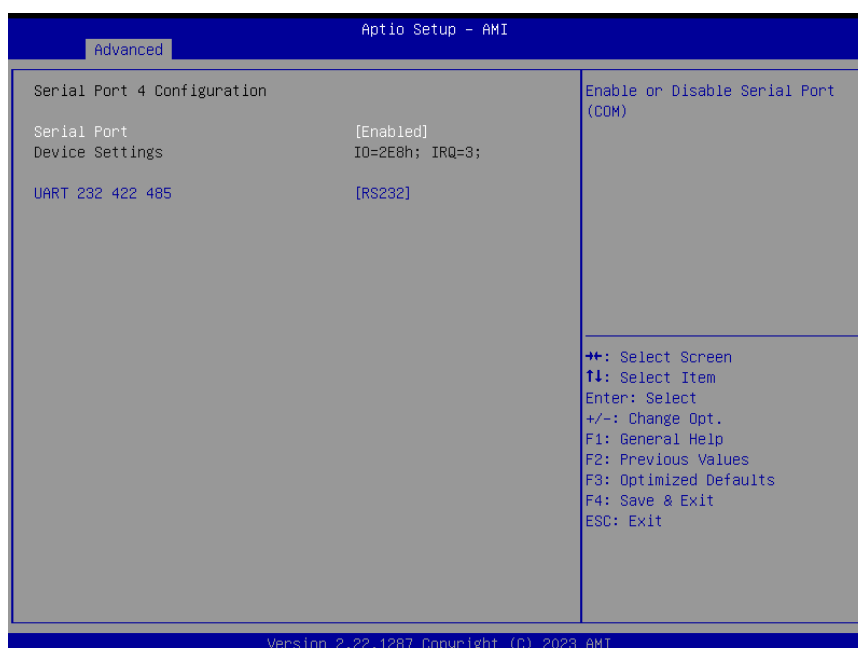 Aptio Setup – AMI
Advanced
Serial Port 4 Configuration
Serial Port [Enabled]
Device Settings IO=2E8h; IRQ=3;
UART 232 422 485 [RS232]
Enable or Disable Serial Port
(COM)
→←: Select Screen
↑↓: Select Item
Enter: Select
+/-: Change Opt.
F1: General Help
F2: Previous Values
F3: Optimized Defaults
F4: Save & Exit
ESC: Exit
Version 2.22.1287 Copyright (C) 2023 AMI